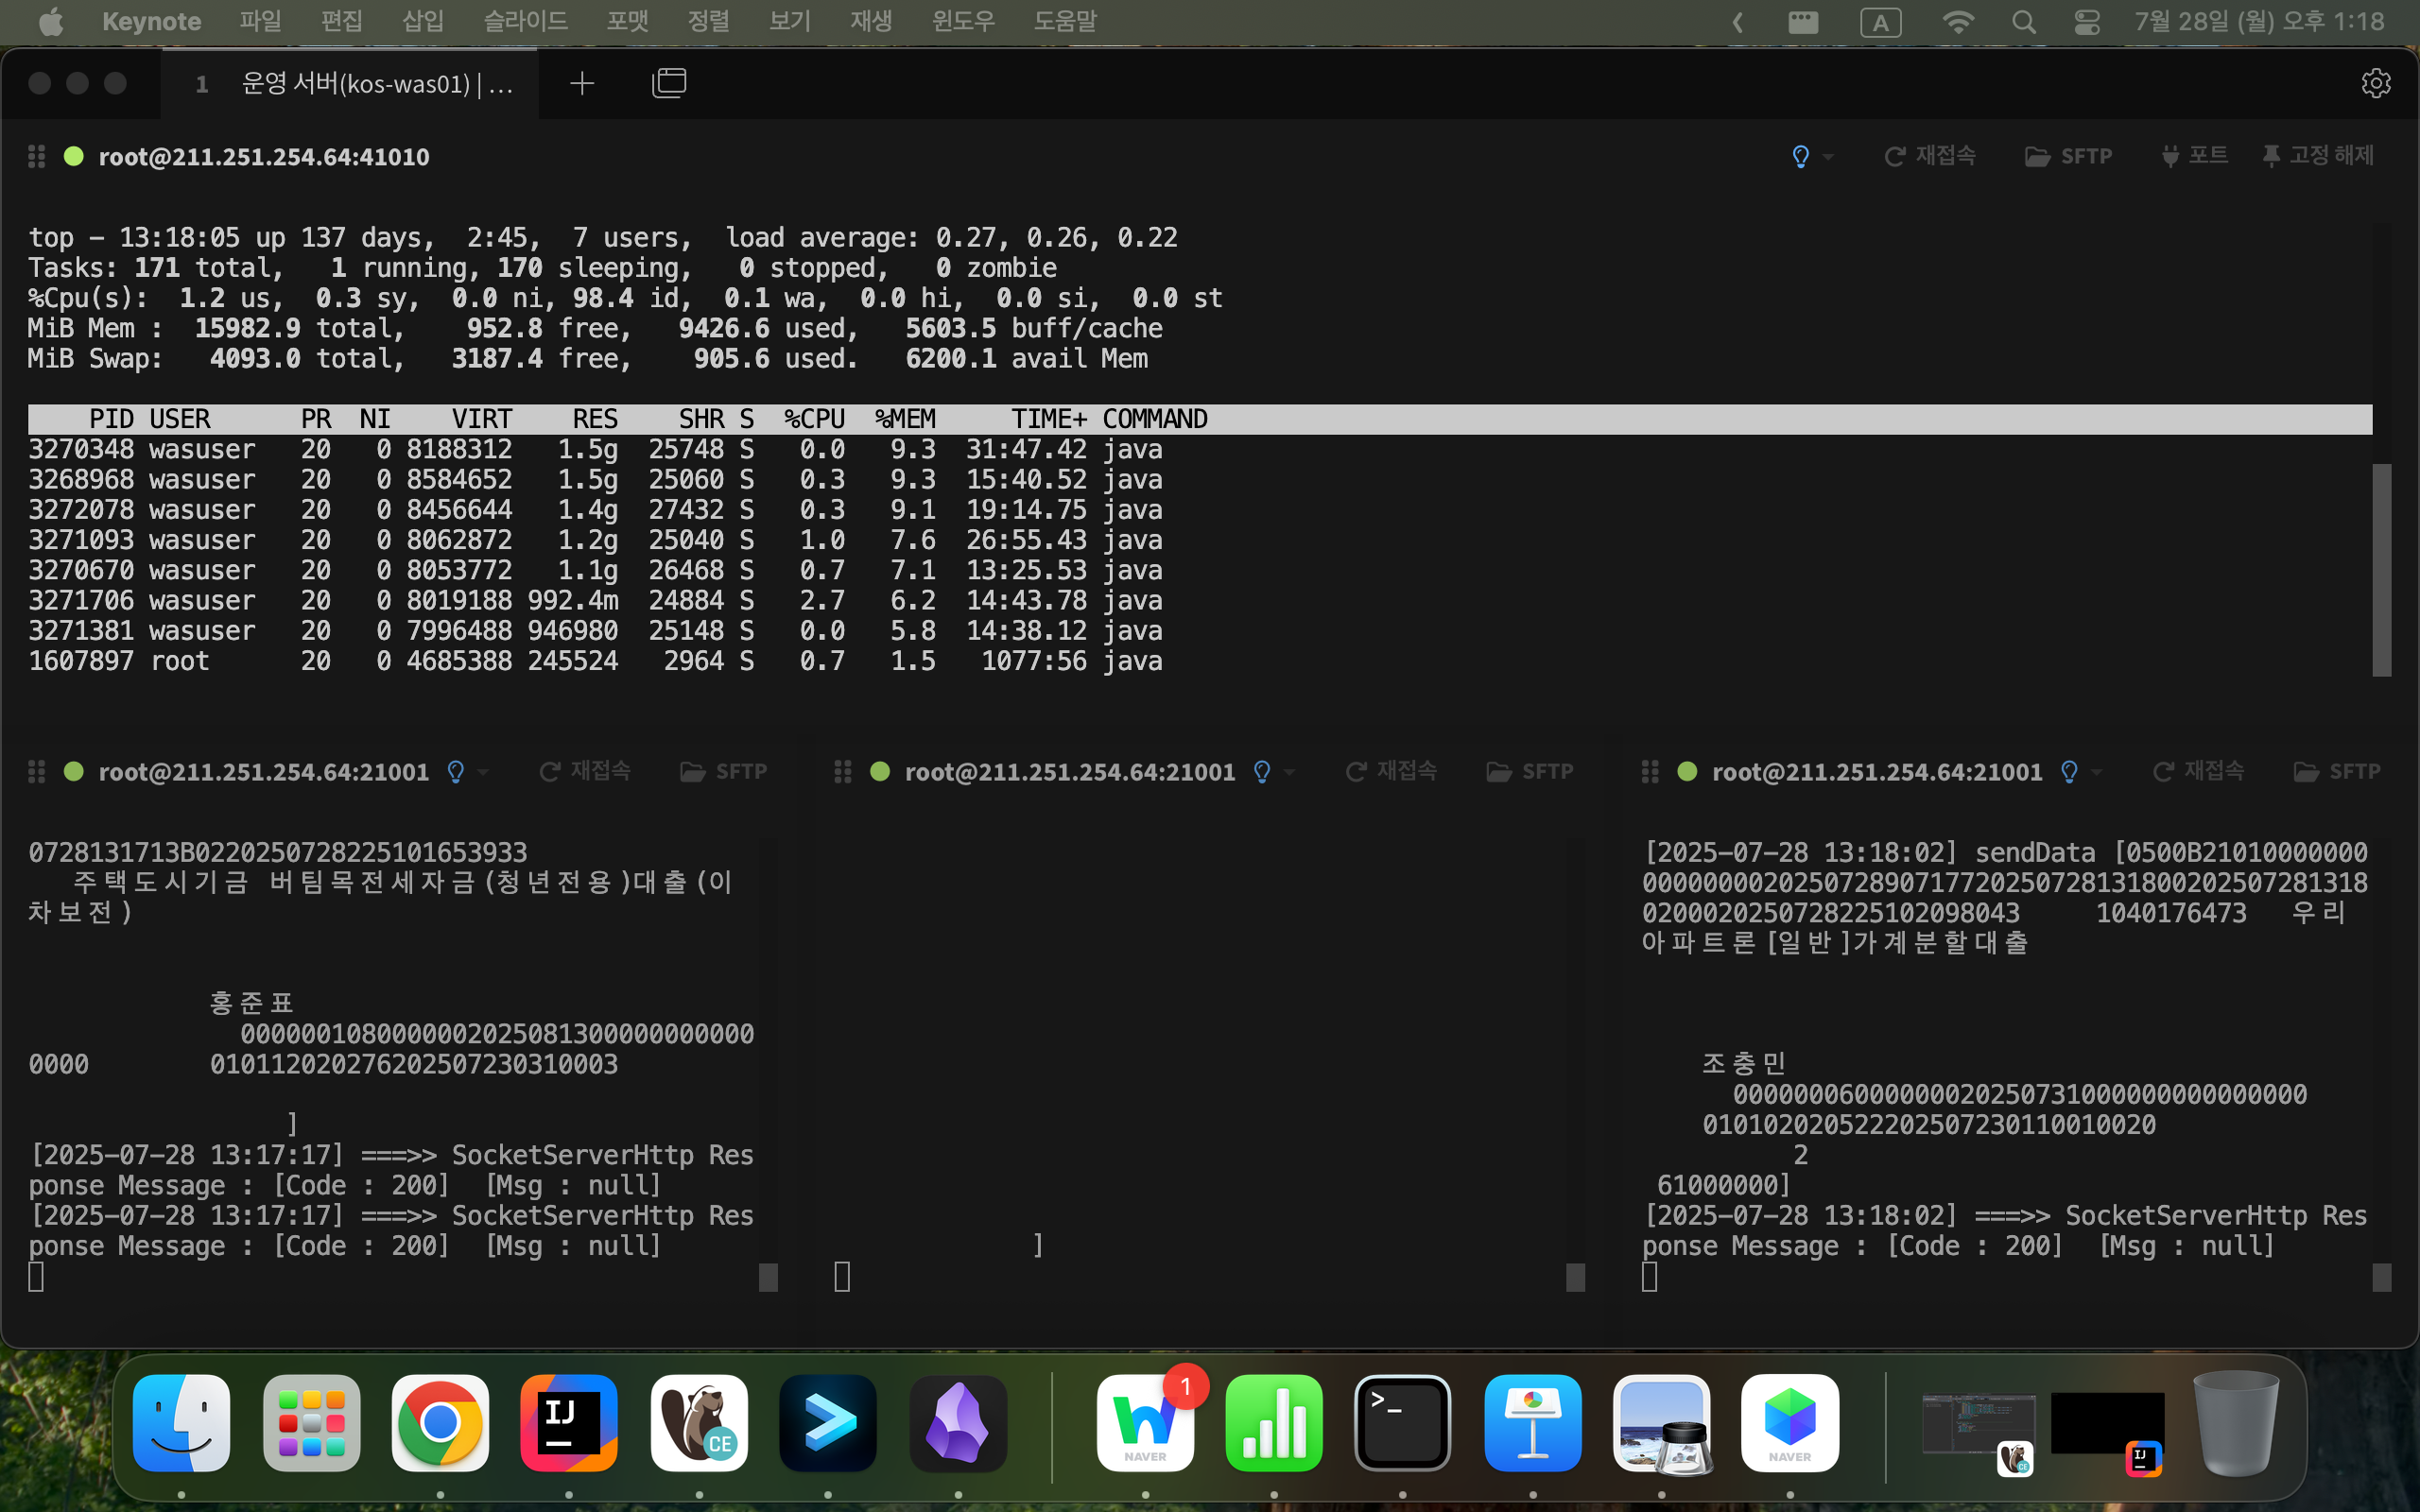 Keynote 파일 편집 삽입 슬라이드 포맷 정렬 보기 재생 윈도우 도움말 A 7월 28일 (월) 오후 1:18
1 운영 서버(kos-was01) | ...
root@211.251.254.64:41010 재접속 SFTP 포트 고정 해제
top - 13:18:05 up 137 days, 2:45, 7 users, load average: 0.27, 0.26, 0.22
Tasks: 171 total, 1 running, 170 sleeping, 0 stopped, 0 zombie
%Cpu(s): 1.2 us, 0.3 sy, 0.0 ni, 98.4 id, 0.1 wa, 0.0 hi, 0.0 si, 0.0 st
MiB Mem : 15982.9 total, 952.8 free, 9426.6 used, 5603.5 buff/cache
MiB Swap: 4093.0 total, 3187.4 free, 905.6 used. 6200.1 avail Mem
PID USER PR NI VIRT RES SHR S %CPU %MEM TIME+ COMMAND
3270348 wasuser 20 0 8188312 1.5g 25748 S 0.0 9.3 31:47.42 java
3268968 wasuser 20 0 8584652 1.5g 25060 S 0.3 9.3 15:40.52 java
3272078 wasuser 20 0 8456644 1.4g 27432 S 0.3 9.1 19:14.75 java
3271093 wasuser 20 0 8062872 1.2g 25040 S 1.0 7.6 26:55.43 java
3270670 wasuser 20 0 8053772 1.1g 26468 S 0.7 7.1 13:25.53 java
3271706 wasuser 20 0 8019188 992.4m 24884 S 2.7 6.2 14:43.78 java
3271381 wasuser 20 0 7996488 946980 25148 S 0.0 5.8 14:38.12 java
1607897 root 20 0 4685388 245524 2964 S 0.7 1.5 1077:56 java
root@211.251.254.64:21001 재접속 SFTP
0728131713B0220250728225101653933
주택도시기금 버팀목전세자금(청년전용)대출(이
차보전)
홍준표
0000001080000002025081300000000000
0000 010112020276202507230310003
]
[2025-07-28 13:17:17] ===>> SocketServerHttp Res
ponse Message : [Code : 200] [Msg : null]
[2025-07-28 13:17:17] ===>> SocketServerHttp Res
ponse Message : [Code : 200] [Msg : null]
root@211.251.254.64:21001 재접속 SFTP
]
root@211.251.254.64:21001 재접속 SFTP
[2025-07-28 13:18:02] sendData [0500B21010000000
000000002025072890717720250728131800202507281318
0200020250728225102098043 1040176473 우리
아파트론[일반]가계분할대출
조충민
00000006000000020250731000000000000000
010102020522202507230110010020
2
61000000]
[2025-07-28 13:18:02] ===>> SocketServerHttp Res
ponse Message : [Code : 200] [Msg : null]
IJ
CE
NAVER
1
>_
NAVER
CE
IJ